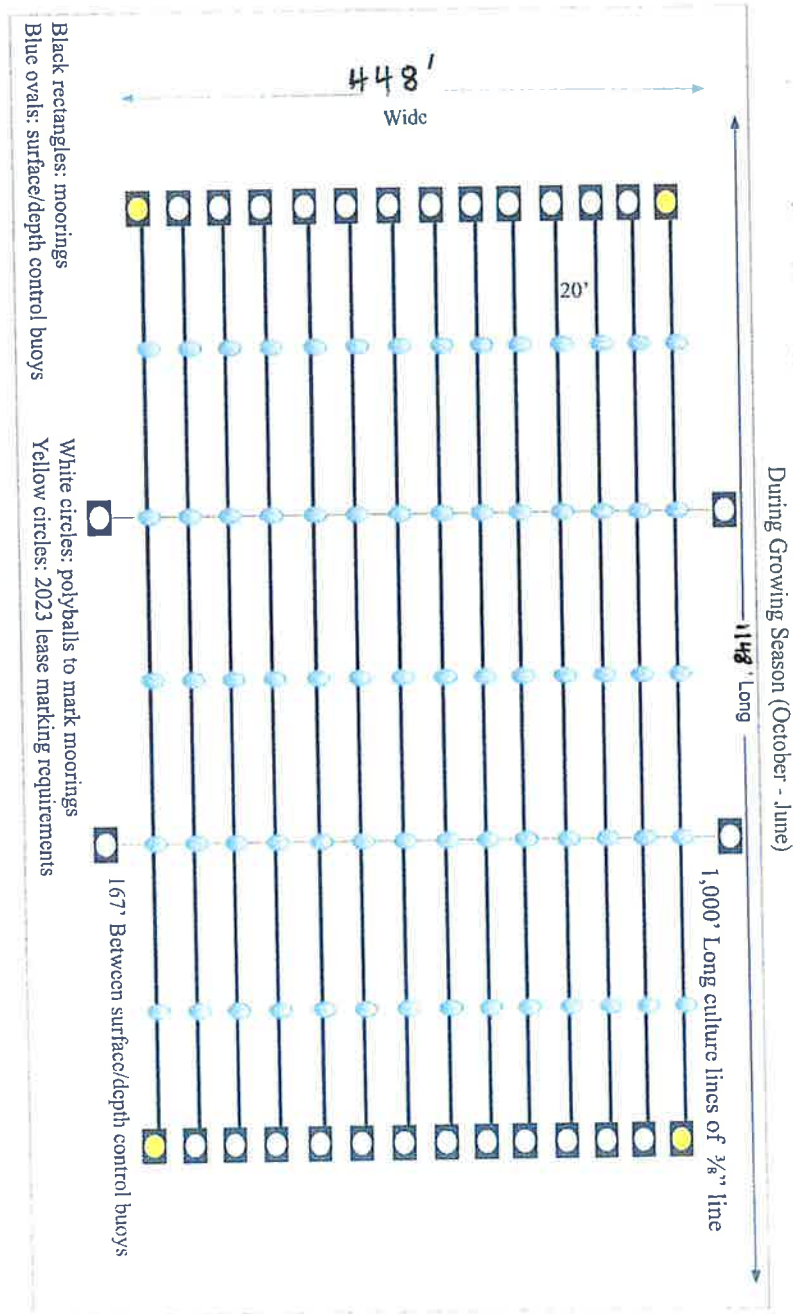 During Growing Season (October - June)
1148' Long
448'
Wide
20'
1,000' Long culture lines of 3/8" line
167' Between surface/depth control buoys
Black rectangles: moorings
Blue ovals: surface/depth control buoys
White circles: polyballs to mark moorings
Yellow circles: 2023 lease marking requirements